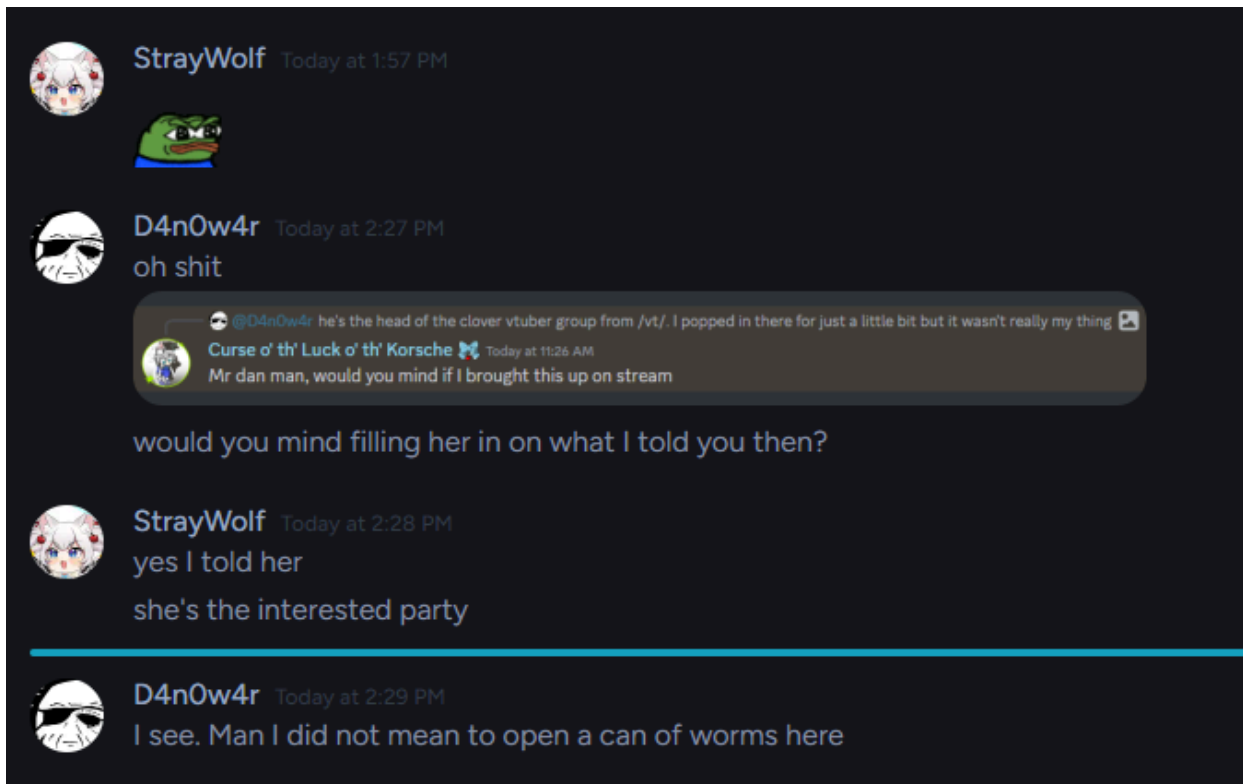 StrayWolf Today at 1:57 PM
D4n0w4r Today at 2:27 PM
oh shit
@D4n0w4r he's the head of the clover vtuber group from /vt/. I popped in there for just a little bit but it wasn't really my thing
Curse o' th' Luck o' th' Korsche Today at 11:26 AM
Mr dan man, would you mind if I brought this up on stream
would you mind filling her in on what I told you then?
StrayWolf Today at 2:28 PM
yes I told her
she's the interested party
D4n0w4r Today at 2:29 PM
I see. Man I did not mean to open a can of worms here